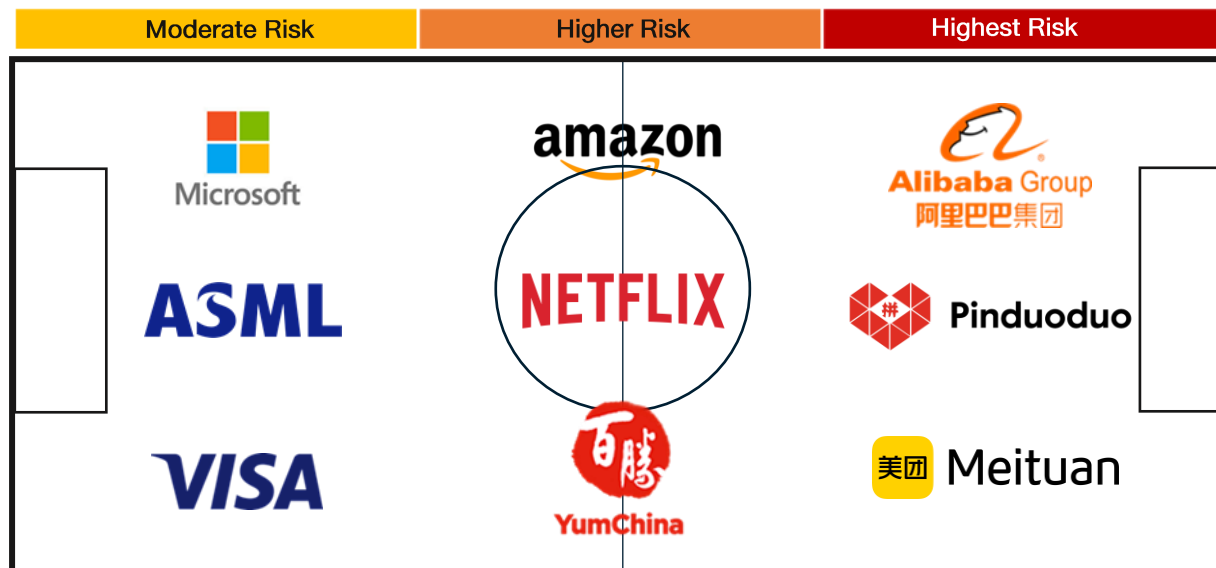 Moderate Risk
Higher Risk
Highest Risk
Microsoft
amazon
Alibaba Group
阿里巴巴集团
ASML
NETFLIX
拼
Pinduoduo
VISA
百勝
YumChina
美团
Meituan